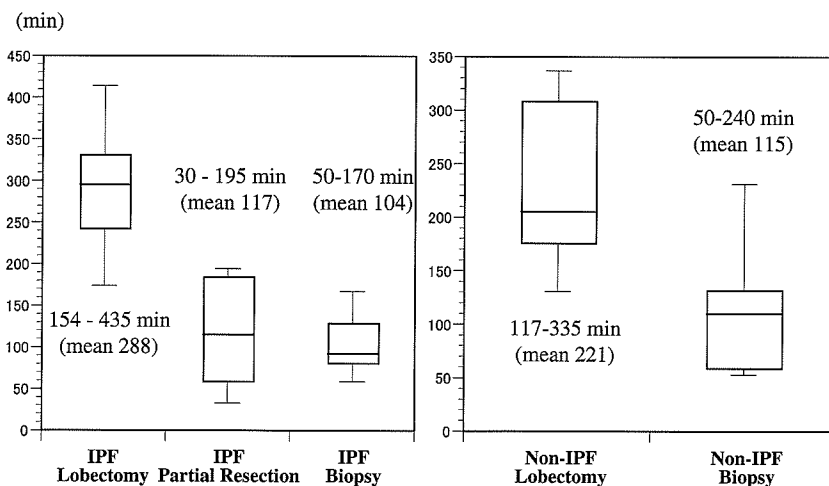 (min)
450
400
350
300
250
200
150
100
50
0
30 - 195 min
(mean 117)
50-170 min
(mean 104)
154 - 435 min
(mean 288)
IPF
Lobectomy
IPF
Partial Resection
IPF
Biopsy
350
300
250
200
150
100
50
0
50-240 min
(mean 115)
117-335 min
(mean 221)
Non-IPF
Lobectomy
Non-IPF
Biopsy